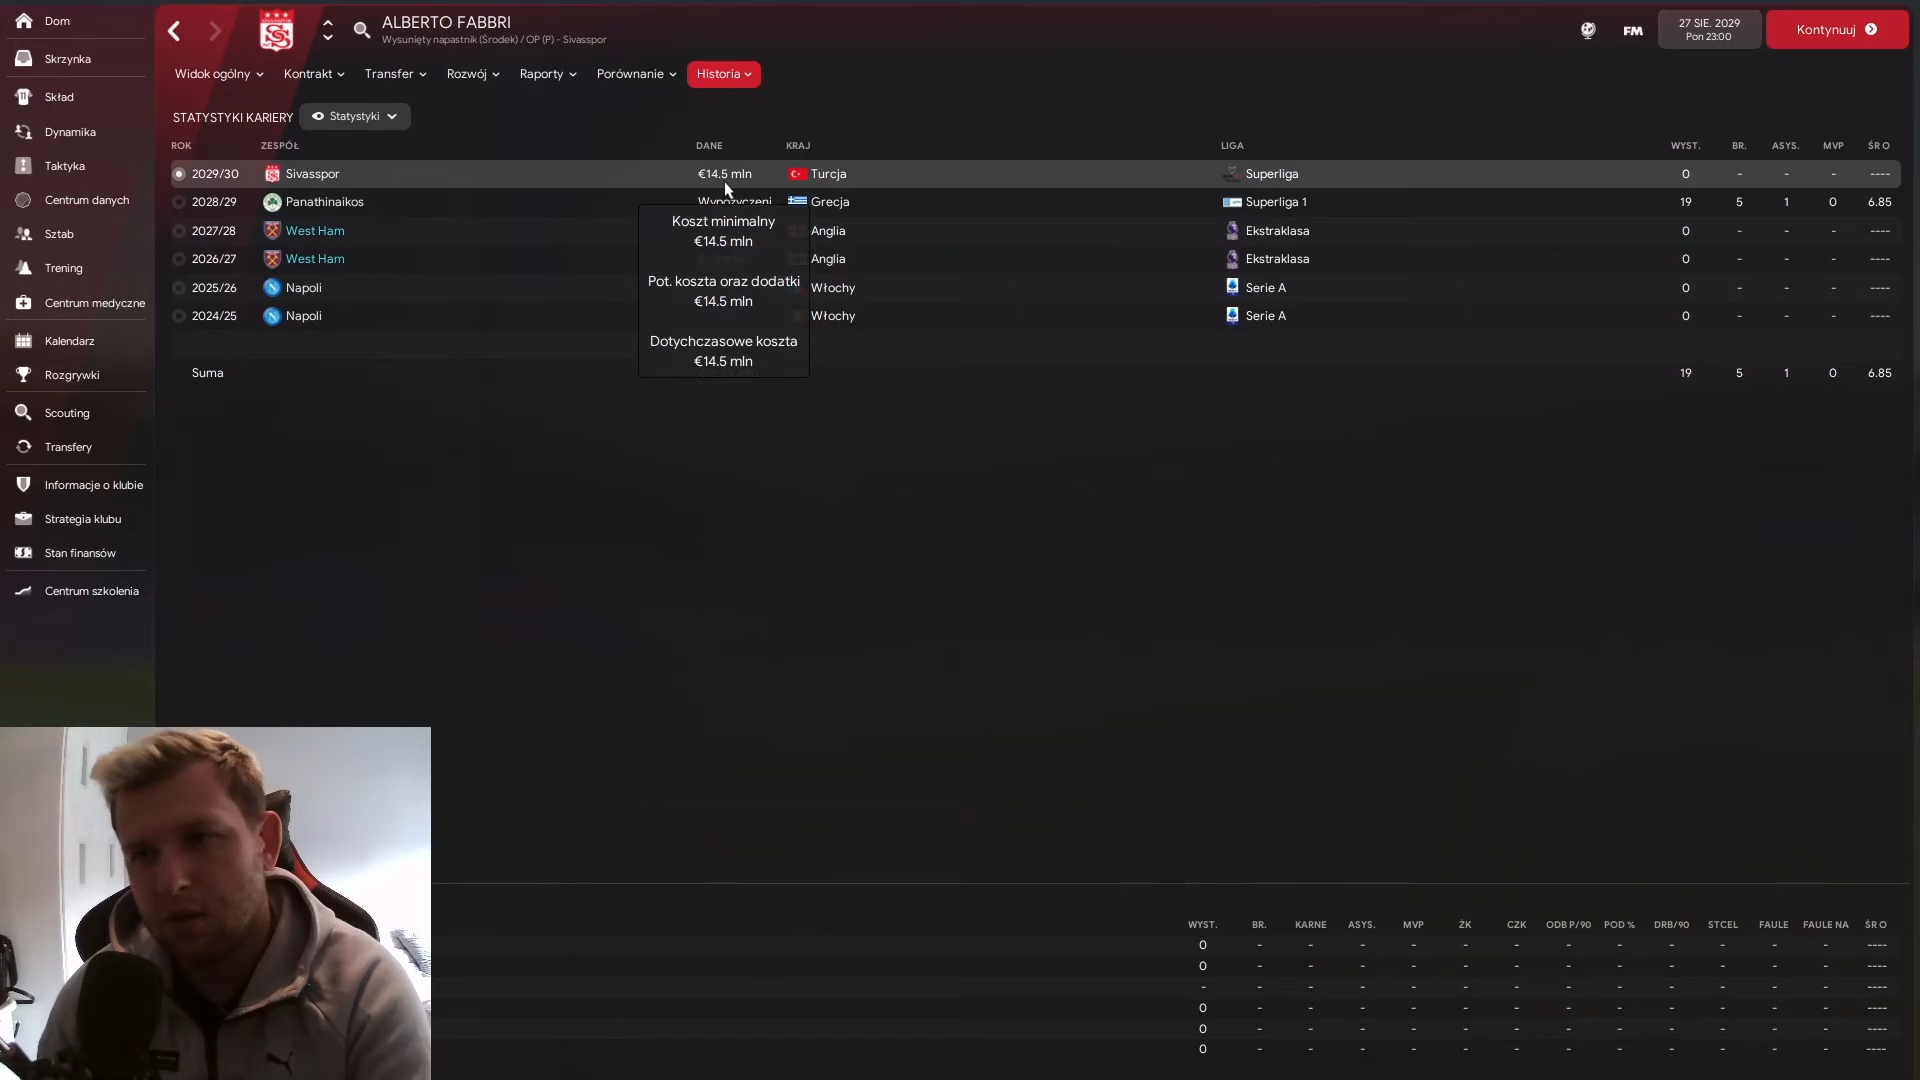 Dom
Skrzynka
Skład
Dynamika
Taktyka
Centrum danych
Sztab
Trening
Centrum medyczne
Kalendarz
Rozgrywki
Scouting
Transfery
Informacje o klubie
Strategia klubu
Stan finansów
Centrum szkolenia
ALBERTO FABBRI
Wysunięty napastnik (Środek) / OP (P) - Sivasspor
FM
27 SIE. 2029
Pon 23:00
Kontynuuj
Widok ogólny Kontrakt Transfer Rozwój Raporty Porównanie Historia
STATYSTYKI KARIERY Statystyki
ROK ZESPÓŁ DANE KRAJ LIGA WYST. BR. ASYS. MVP ŚR O
2029/30 Sivasspor €14.5 mln Turcja Superliga 0 - - - ----
2028/29 Panathinaikos Wypożyczeni Grecja Superliga 1 19 5 1 0 6.85
2027/28 West Ham Anglia Ekstraklasa 0 - - - ----
2026/27 West Ham Anglia Ekstraklasa 0 - - - ----
2025/26 Napoli Włochy Serie A 0 - - - ----
2024/25 Napoli Włochy Serie A 0 - - - ----
Suma 19 5 1 0 6.85
Koszt minimalny
€14.5 mln
Pot. koszta oraz dodatki
€14.5 mln
Dotychczasowe koszta
€14.5 mln
WYST. BR. KARNE ASYS. MVP ŻK CZK ODB P/90 POD % DRB/90 STCEL FAULE FAULE NA ŚR O
0 - - - - - - - - - - - - ----
0 - - - - - - - - - - - - ----
- - - - - - - - - - - - - ----
0 - - - - - - - - - - - - ----
0 - - - - - - - - - - - - ----
0 - - - - - - - - - - - - ----